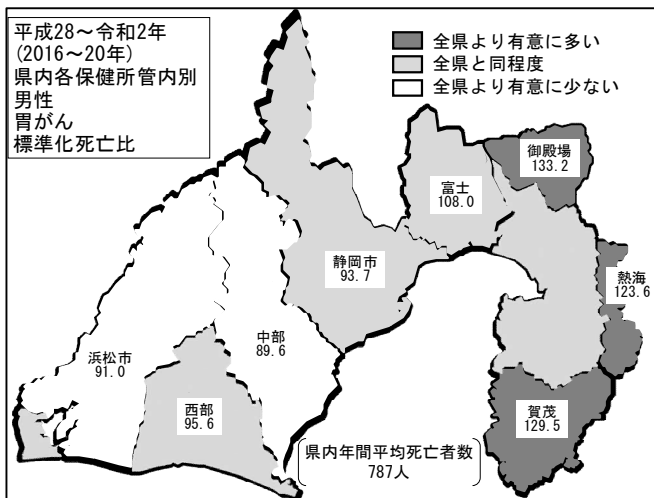 平成28～令和2年
(2016～20年)
県内各保健所管内別
男性
胃がん
標準化死亡比
全県より有意に多い
全県と同程度
全県より有意に少ない
御殿場
133.2
富士
108.0
熱海
123.6
静岡市
93.7
中部
89.6
浜松市
91.0
西部
95.6
賀茂
129.5
県内年間平均死亡者数
787人